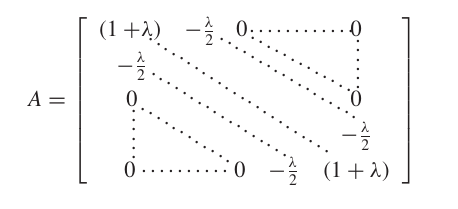 (1 + λ) -λ/2 0 ⋯ 0
-λ/2
A = 0 0
-λ/2
0 ⋯ 0 -λ/2 (1 + λ)